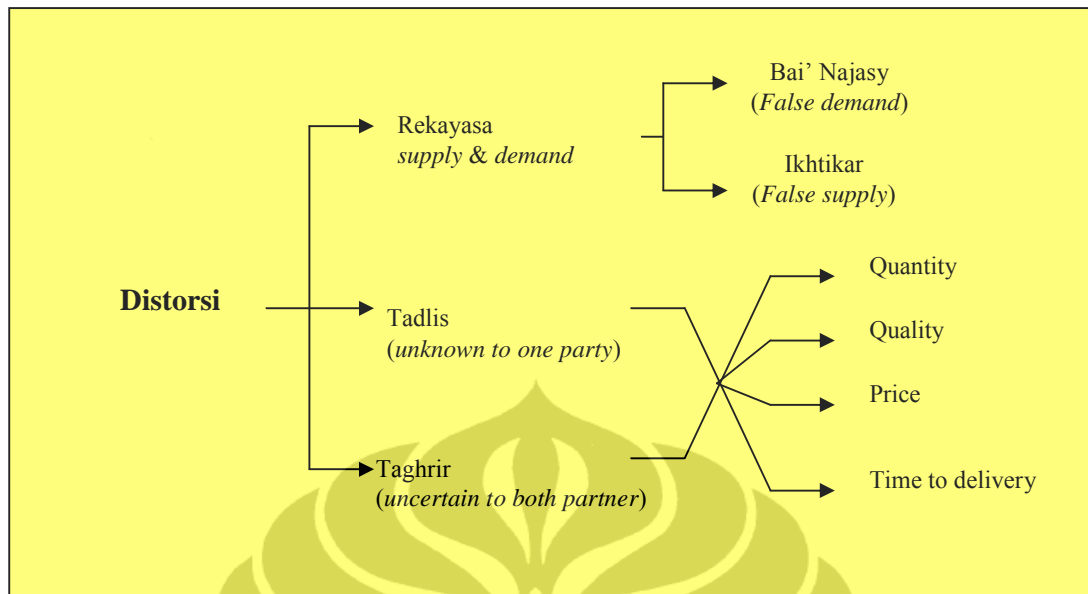 Distorsi
Rekayasa
supply & demand
Bai’ Najasy
(False demand)
Ikhtikar
(False supply)
Tadlis
(unknown to one party)
Taghrir
(uncertain to both partner)
Quantity
Quality
Price
Time to delivery